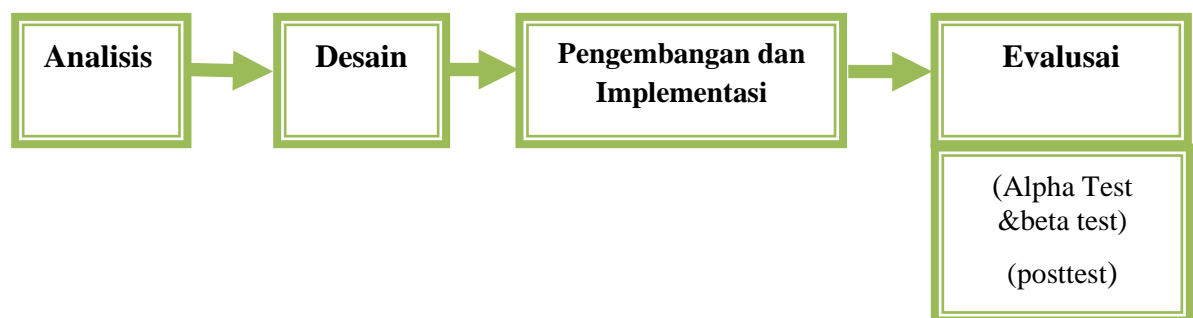 Analisis
Desain
Pengembangan dan
Implementasi
Evalusai
(Alpha Test
&beta test)
(posttest)